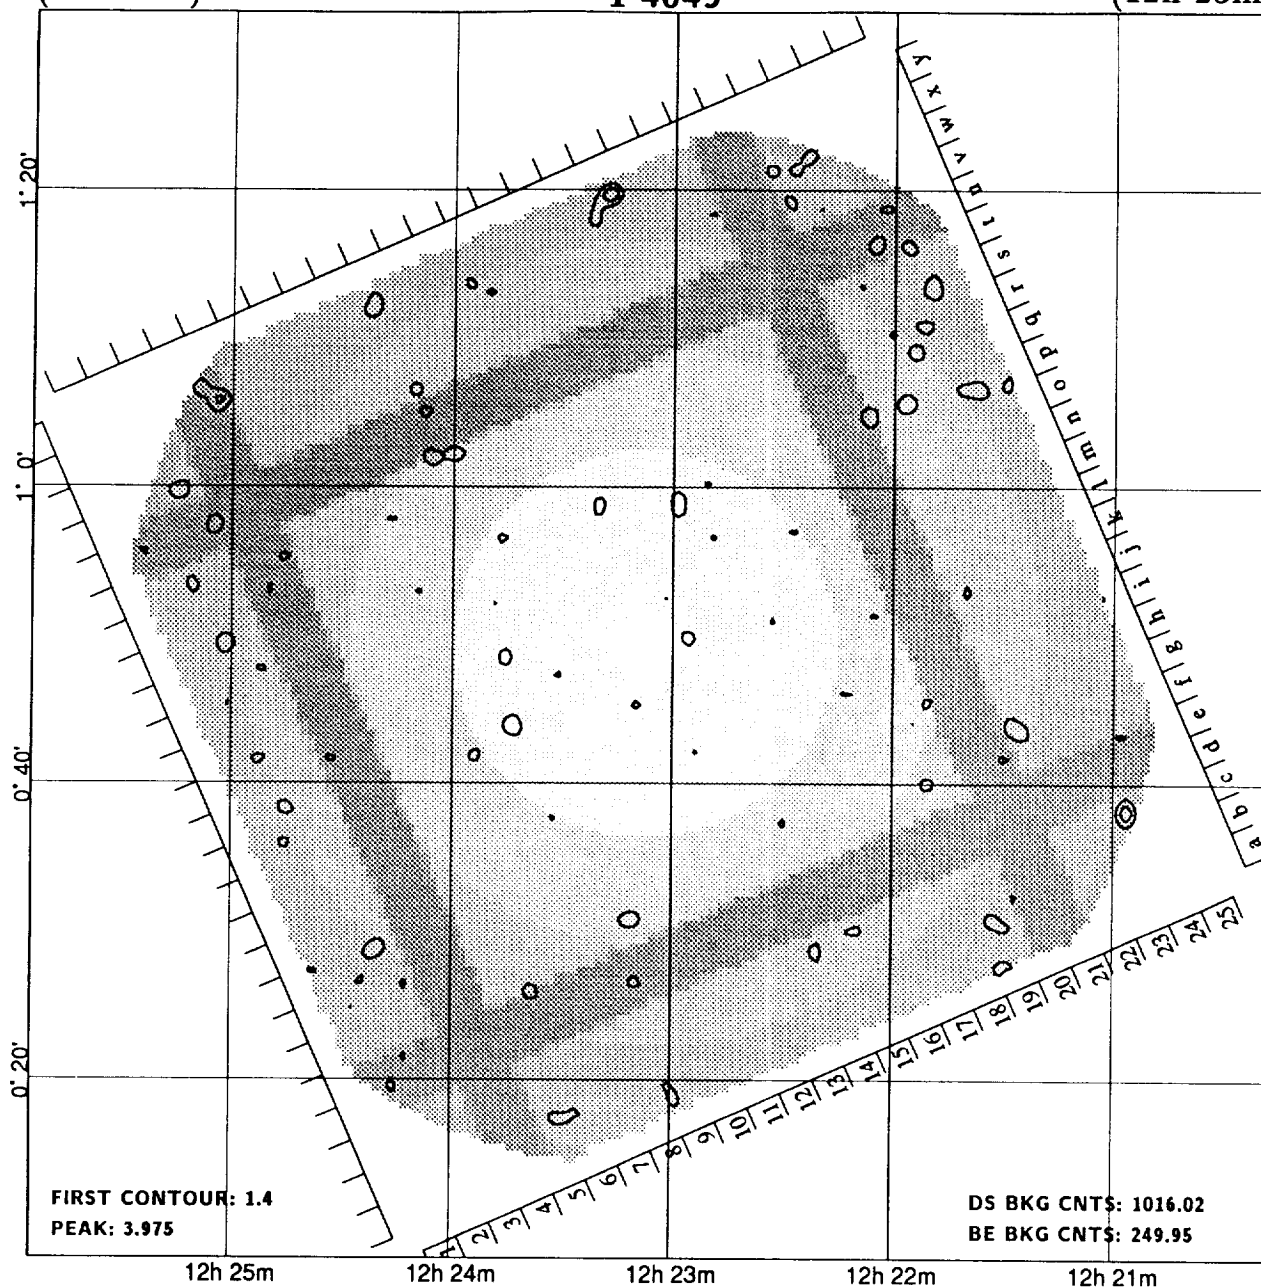 1° 20'
y x w v u t s r q p o n m l k j i h g f e d c b a
1° 0'
0° 40'
0° 20'
1 2 3 4 5 6 7 8 9 10 11 12 13 14 15 16 17 18 19 20 21 22 23 24 25
FIRST CONTOUR: 1.4
PEAK: 3.975
DS BKG CNTS: 1016.02
BE BKG CNTS: 249.95
12h 25m 12h 24m 12h 23m 12h 22m 12h 21m